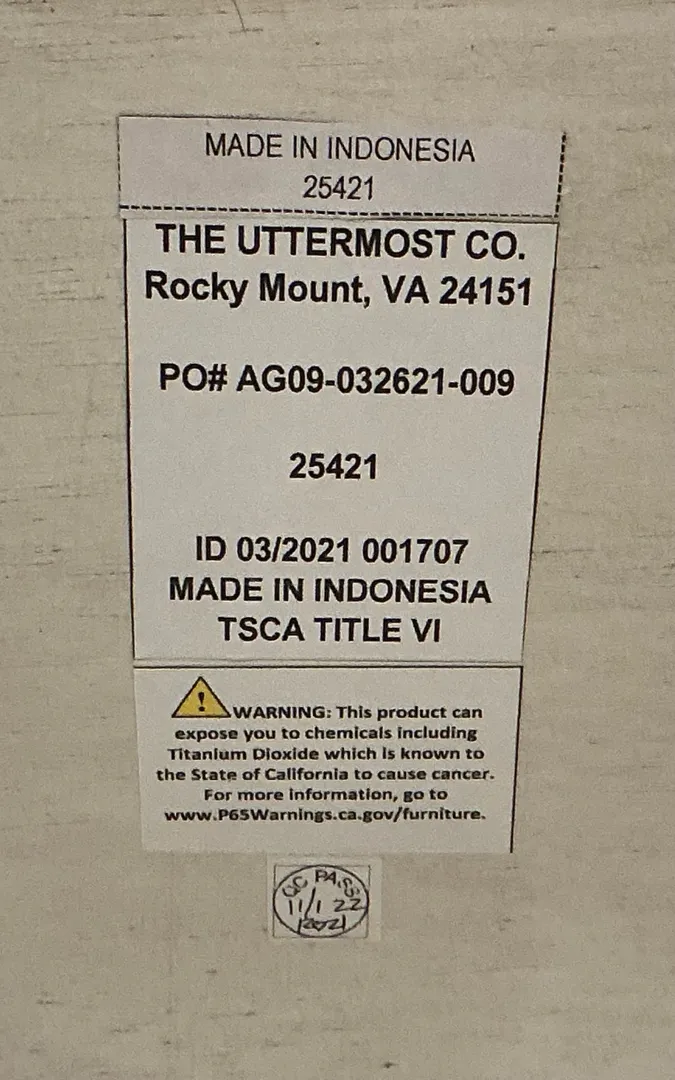 MADE IN INDONESIA
25421
THE UTTERMOST CO.
Rocky Mount, VA 24151
PO# AG09-032621-009
25421
ID 03/2021 001707
MADE IN INDONESIA
TSCA TITLE VI
WARNING: This product can
expose you to chemicals including
Titanium Dioxide which is known to
the State of California to cause cancer.
For more information, go to
www.P65Warnings.ca.gov/furniture.
QC PASS